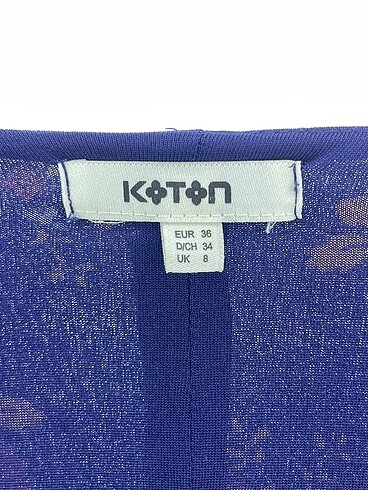 KOTON
EUR 36
D/CH 34
UK 8